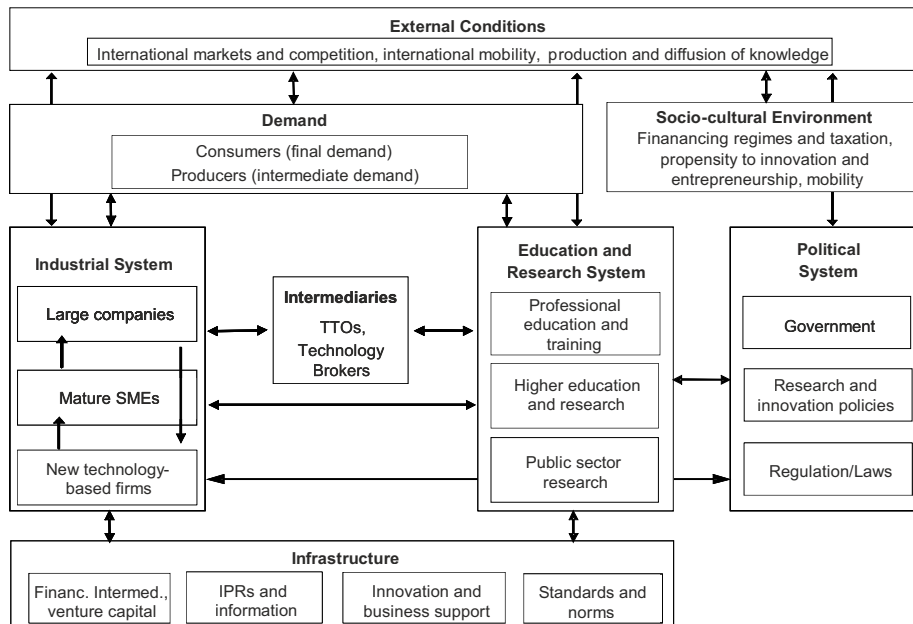 External Conditions
International markets and competition, international mobility, production and diffusion of knowledge
Demand
Consumers (final demand)
Producers (intermediate demand)
Socio-cultural Environment
Finanancing regimes and taxation,
propensity to innovation and
entrepreneurship, mobility
Industrial System
Large companies
Mature SMEs
New technology-
based firms
Intermediaries
TTOs,
Technology
Brokers
Education and
Research System
Professional
education and
training
Higher education
and research
Public sector
research
Political
System
Government
Research and
innovation policies
Regulation/Laws
Infrastructure
Financ. Intermed.,
venture capital
IPRs and
information
Innovation and
business support
Standards and
norms